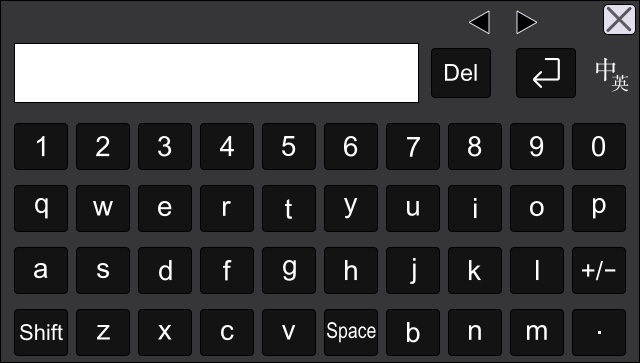 Del 中英
1 2 3 4 5 6 7 8 9 0
q w e r t y u i o p
a s d f g h j k l +/-
Shift z x c v Space b n m .